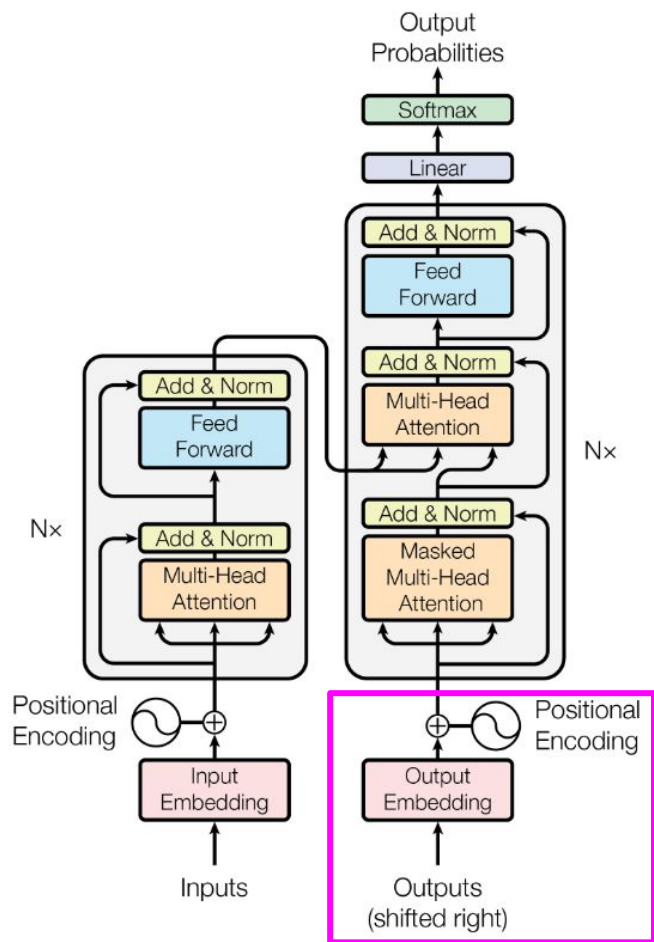 Output
Probabilities
Softmax
Linear
Add & Norm
Feed
Forward
Add & Norm
Multi-Head
Attention
Add & Norm
Masked
Multi-Head
Attention
N×
Add & Norm
Feed
Forward
Add & Norm
Multi-Head
Attention
N×
Positional
Encoding
Input
Embedding
Inputs
Positional
Encoding
Output
Embedding
Outputs
(shifted right)